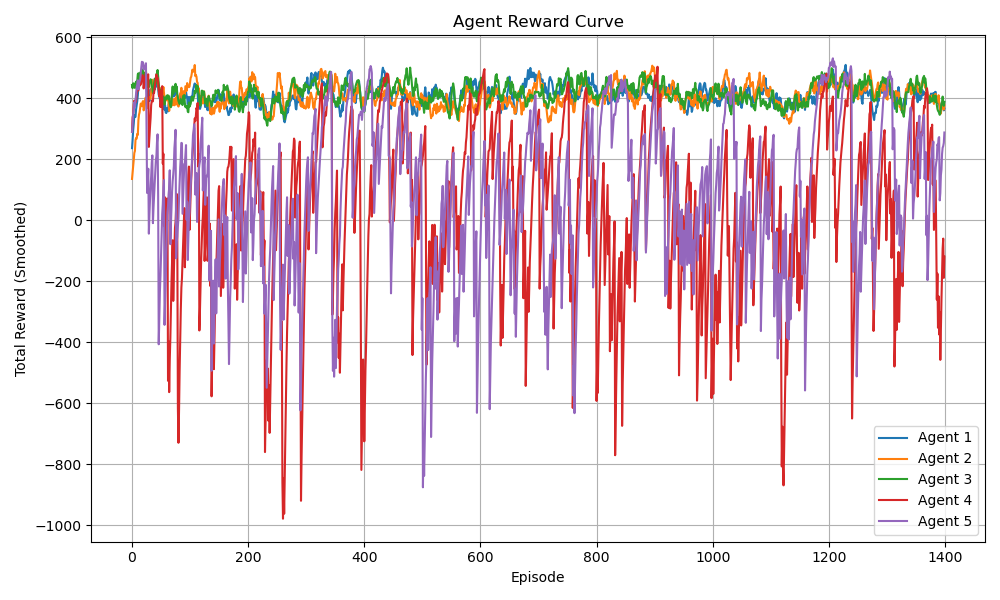 Agent Reward Curve
Total Reward (Smoothed)
600
400
200
0
−200
−400
−600
−800
−1000
0 200 400 600 800 1000 1200 1400
Episode
Agent 1
Agent 2
Agent 3
Agent 4
Agent 5